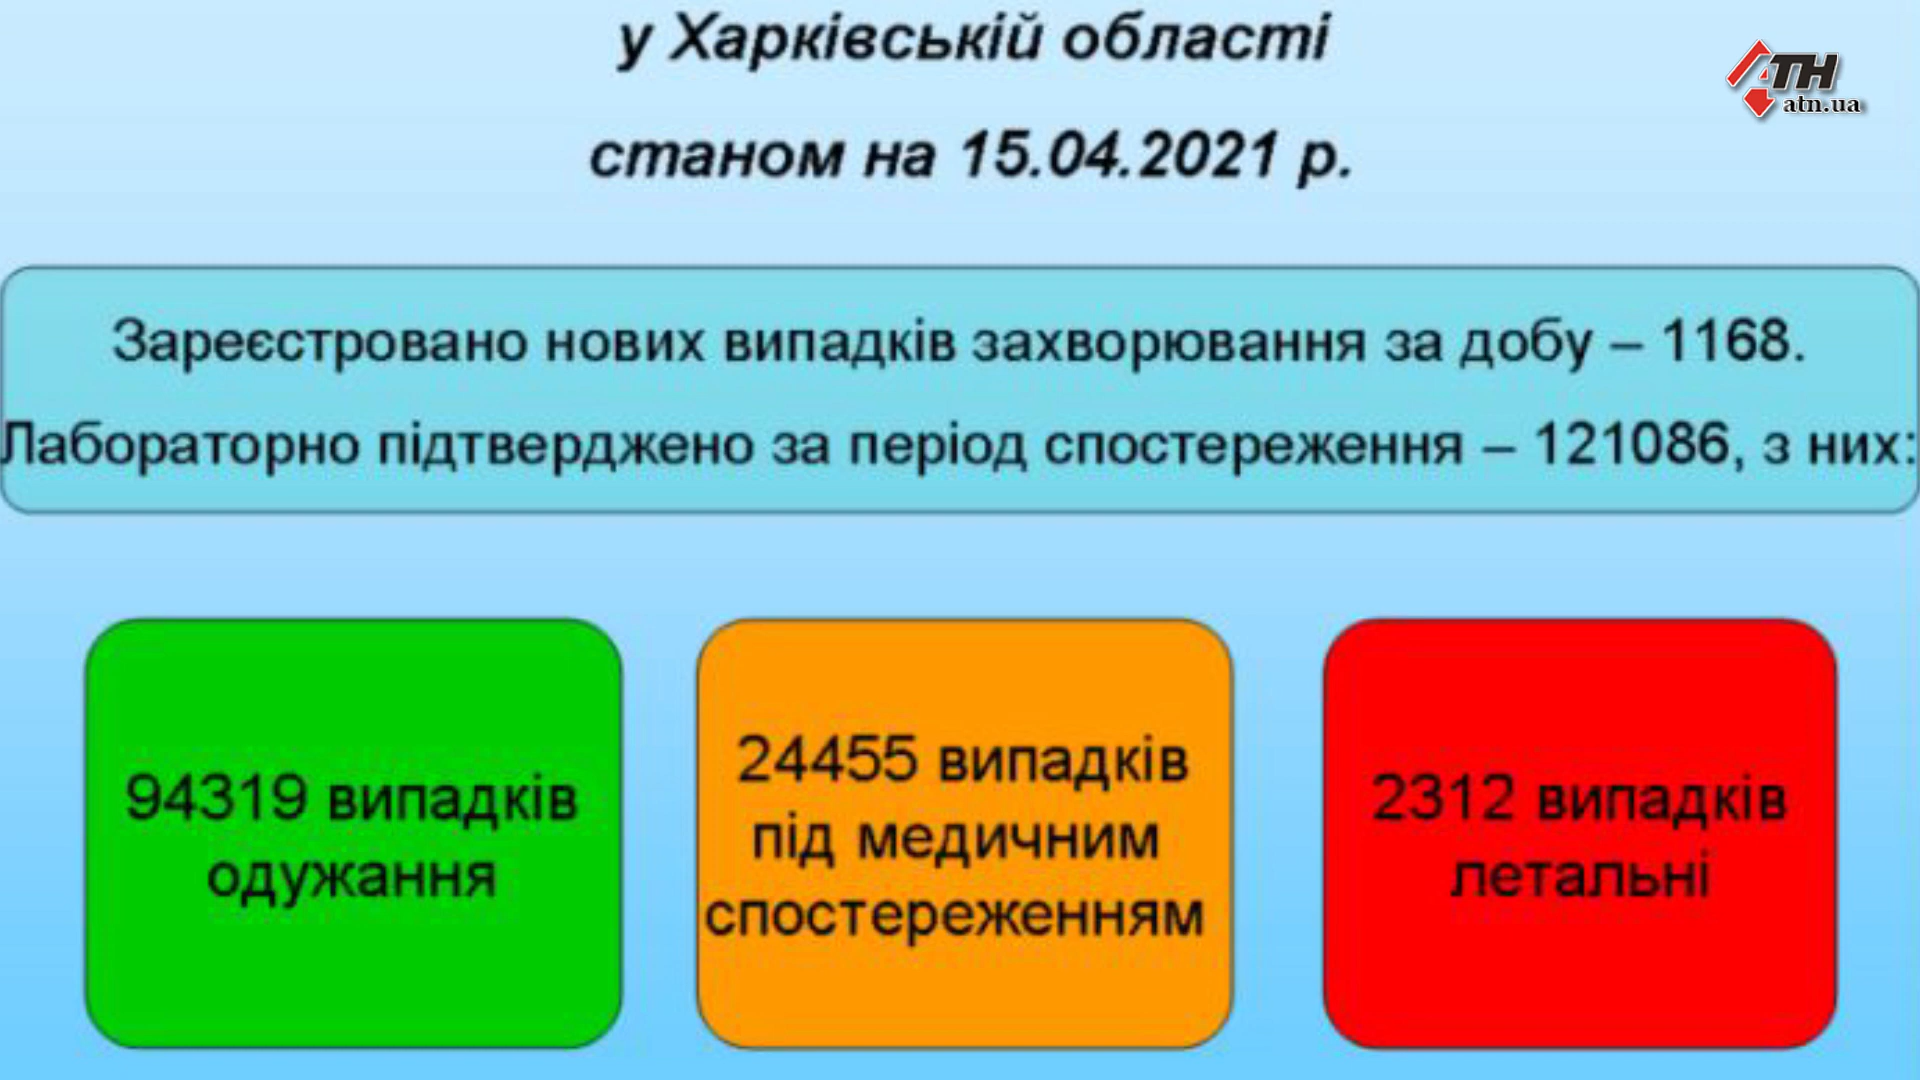 у Харківській області
АТН
atn.ua
станом на 15.04.2021 р.
Зареєстровано нових випадків захворювання за добу – 1168.
Лабораторно підтверджено за період спостереження – 121086, з них:
94319 випадків
одужання
24455 випадків
під медичним
спостереженням
2312 випадків
летальні